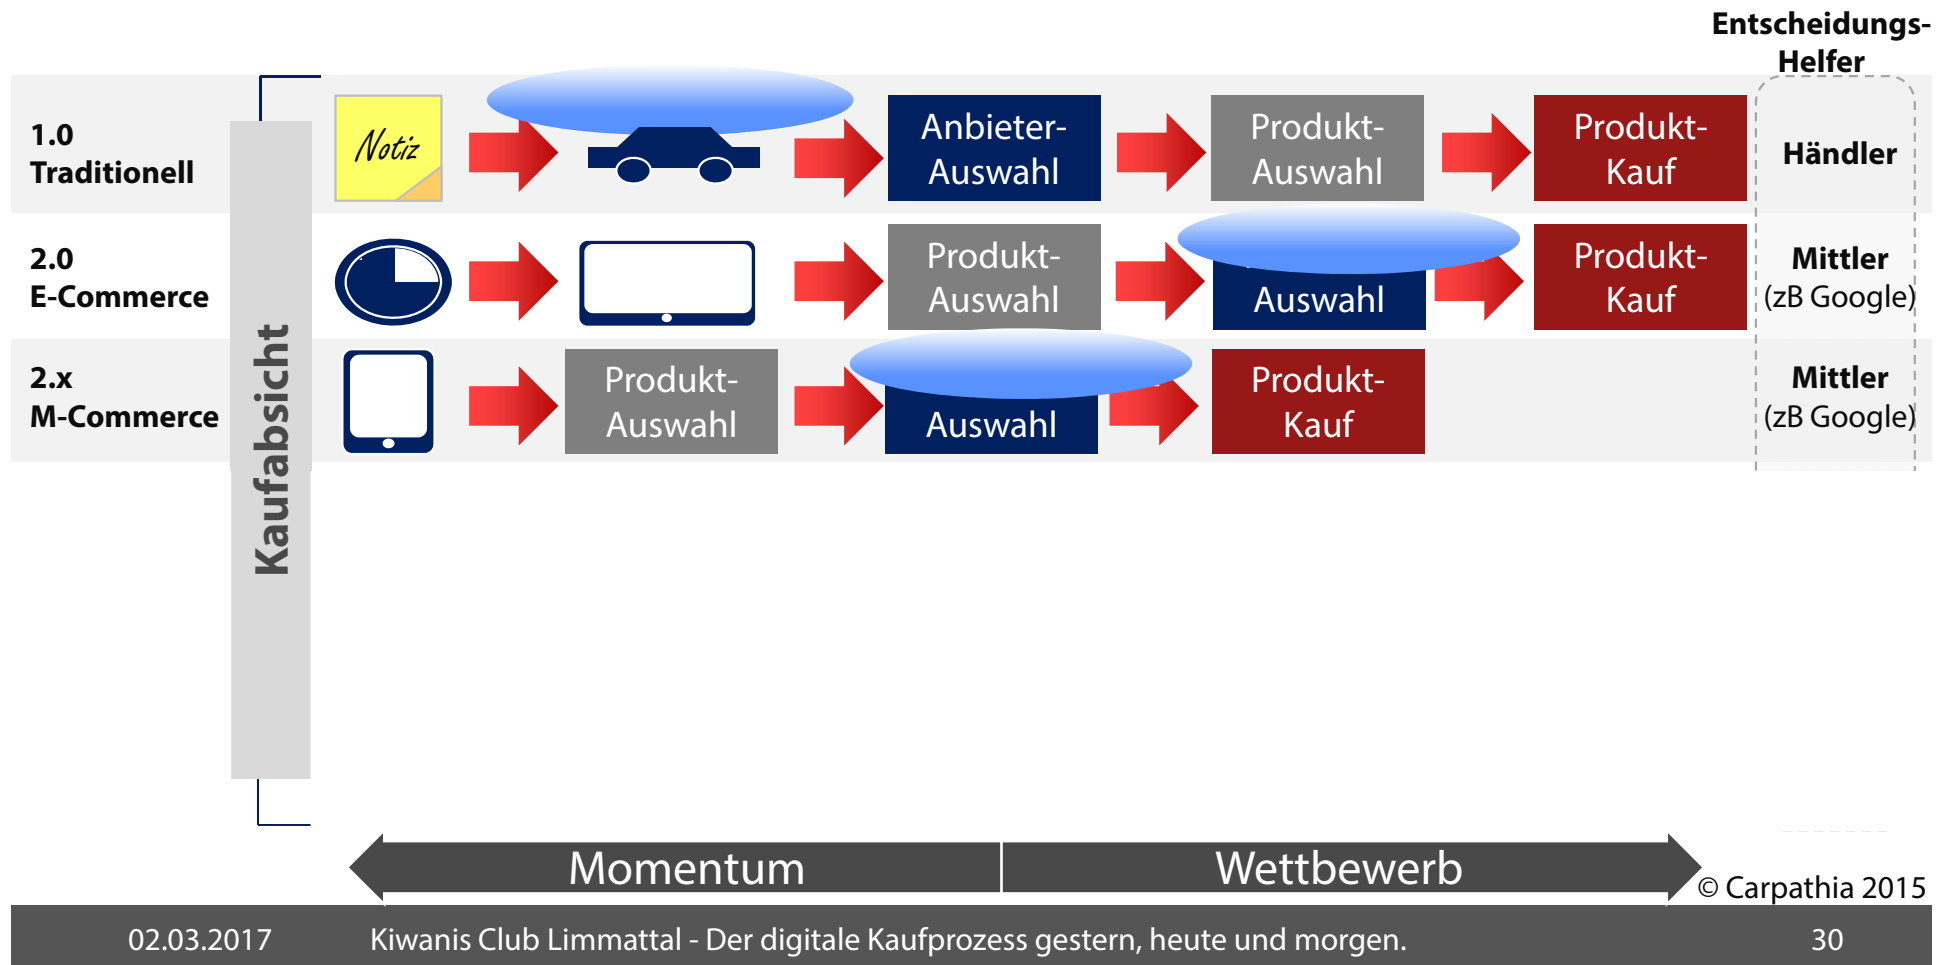 Entscheidungs-
Helfer
1.0
Traditionell
Notiz
Anbieter-
Auswahl
Produkt-
Auswahl
Produkt-
Kauf
Händler
2.0
E-Commerce
Produkt-
Auswahl
Auswahl
Produkt-
Kauf
Mittler
(zB Google)
2.x
M-Commerce
Produkt-
Auswahl
Auswahl
Produkt-
Kauf
Mittler
(zB Google)
Kaufabsicht
Momentum
Wettbewerb
© Carpathia 2015
02.03.2017
Kiwanis Club Limmattal - Der digitale Kaufprozess gestern, heute und morgen.
30